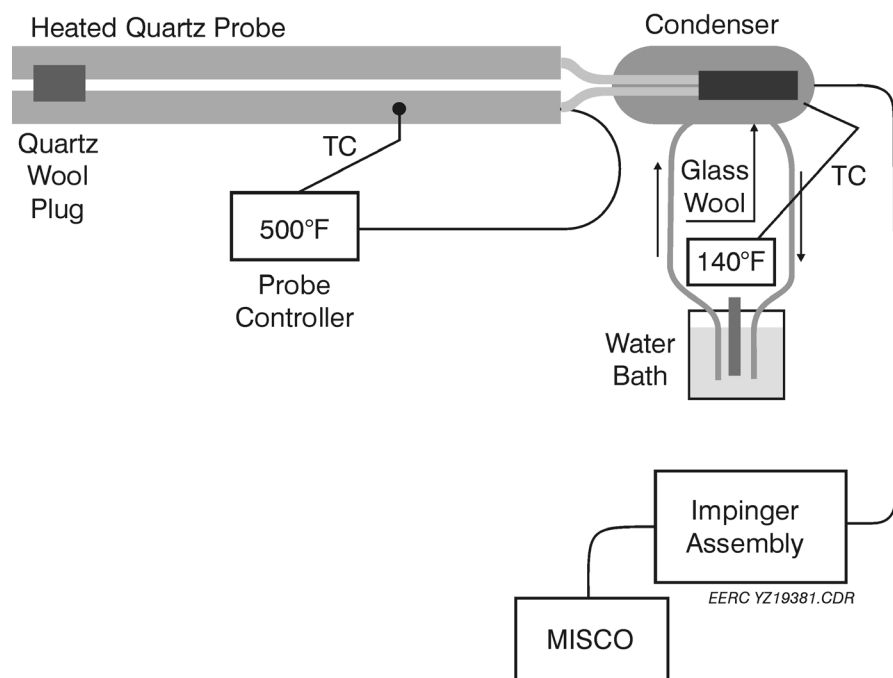 Heated Quartz Probe
Condenser
Quartz
Wool
Plug
TC
500°F
Probe
Controller
Glass
Wool
TC
140°F
Water
Bath
Impinger
Assembly
EERC YZ19381.CDR
MISCO